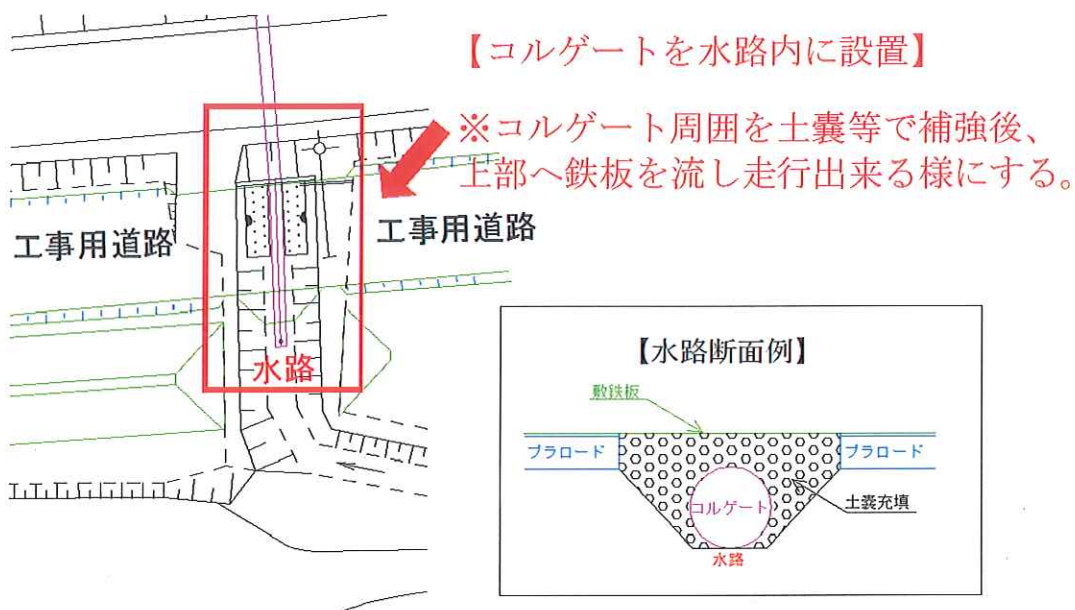 【コルゲートを水路内に設置】
※コルゲート周囲を土嚢等で補強後、
上部へ鉄板を流し走行出来る様にする。
工事用道路
工事用道路
水路
【水路断面例】
敷鉄板
プラロード
プラロード
コルゲート
土嚢充填
水路